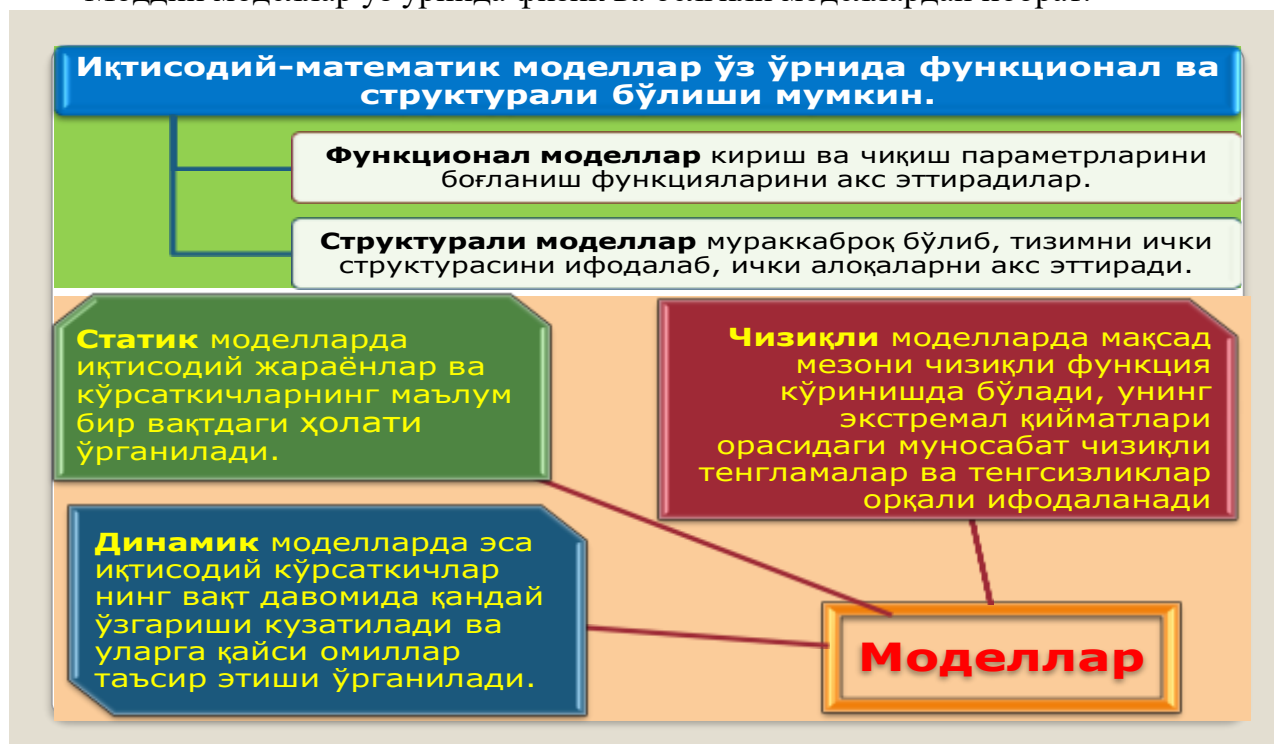 Иқтисодий-математик моделлар ўз ўрнида функционал ва
структурали бўлиши мумкин.
Функционал моделлар кириш ва чиқиш параметрларини
боғланиш функцияларини акс эттирадилар.
Структурали моделлар мураккаброқ бўлиб, тизимни ички
структурасини ифодалаб, ички алоқаларни акс эттиради.
Статик моделларда
иқтисодий жараёнлар ва
кўрсаткичларнинг маълум
бир вақтдаги ҳолати
ўрганилади.
Чизиқли моделларда мақсад
мезони чизиқли функция
кўринишда бўлади, унинг
экстремал қийматлари
орасидаги муносабат чизиқли
тенгламалар ва тенгсизликлар
орқали ифодаланади
Динамик моделларда эса
иқтисодий кўрсаткичлар
нинг вақт давомида қандай
ўзгариши кузатилади ва
уларга қайси омиллар
таъсир этиши ўрганилади.
Моделлар